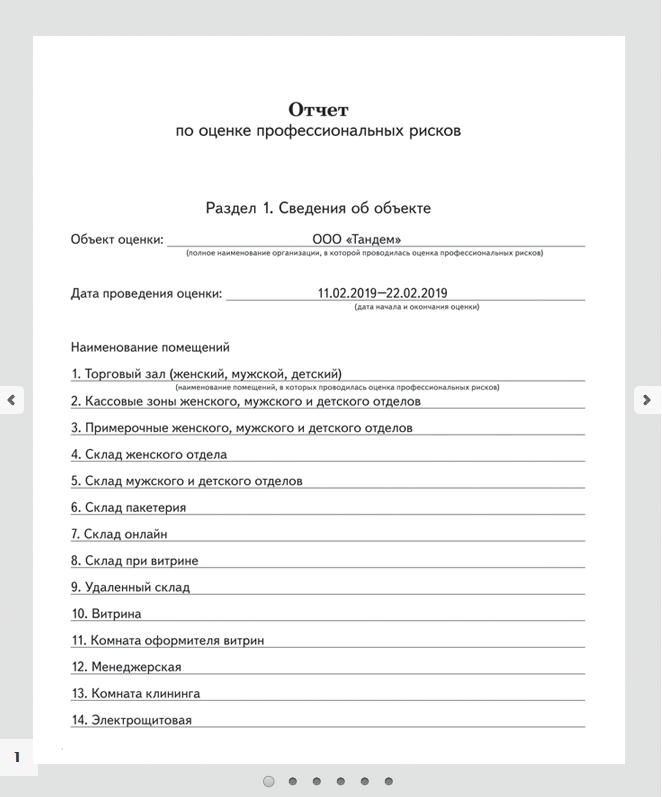 Отчет
по оценке профессиональных рисков
Раздел 1. Сведения об объекте
Объект оценки: ООО «Тандем»
(полное наименование организации, в которой проводилась оценка профессиональных рисков)
Дата проведения оценки: 11.02.2019—22.02.2019
(дата начала и окончания оценки)
Наименование помещений
1. Торговый зал (женский, мужской, детский)
(наименование помещений, в которых проводилась оценка профессиональных рисков)
2. Кассовые зоны женского, мужского и детского отделов
3. Примерочные женского, мужского и детского отделов
4. Склад женского отдела
5. Склад мужского и детского отделов
6. Склад пакетерия
7. Склад онлайн
8. Склад при витрине
9. Удаленный склад
10. Витрина
11. Комната оформителя витрин
12. Менеджерская
13. Комната клининга
14. Электрощитовая
1